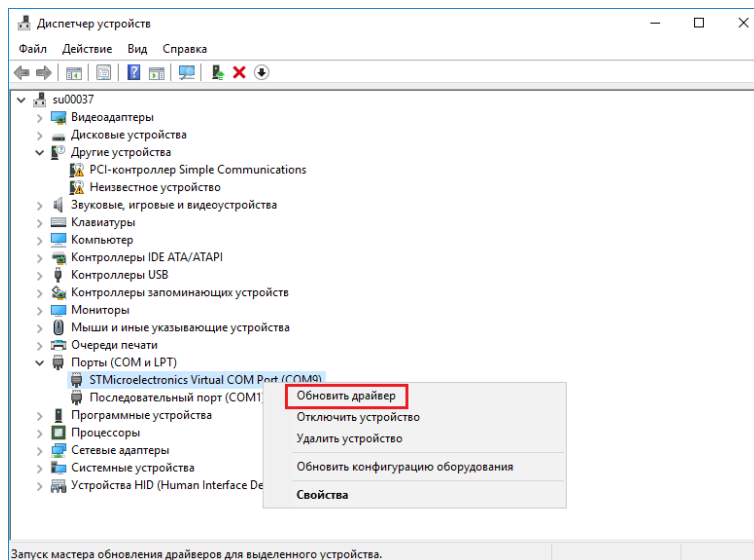 Диспетчер устройств
Файл Действие Вид Справка
su00037
Видеоадаптеры
Дисковые устройства
Другие устройства
PCI-контроллер Simple Communications
Неизвестное устройство
Звуковые, игровые и видеоустройства
Клавиатуры
Компьютер
Контроллеры IDE ATA/ATAPI
Контроллеры USB
Контроллеры запоминающих устройств
Мониторы
Мыши и иные указывающие устройства
Очереди печати
Порты (COM и LPT)
STMicroelectronics Virtual COM Port (COM9)
Последовательный порт (COM1
Программные устройства
Процессоры
Сетевые адаптеры
Системные устройства
Устройства HID (Human Interface De
Обновить драйвер
Отключить устройство
Удалить устройство
Обновить конфигурацию оборудования
Свойства
Запуск мастера обновления драйверов для выделенного устройства.